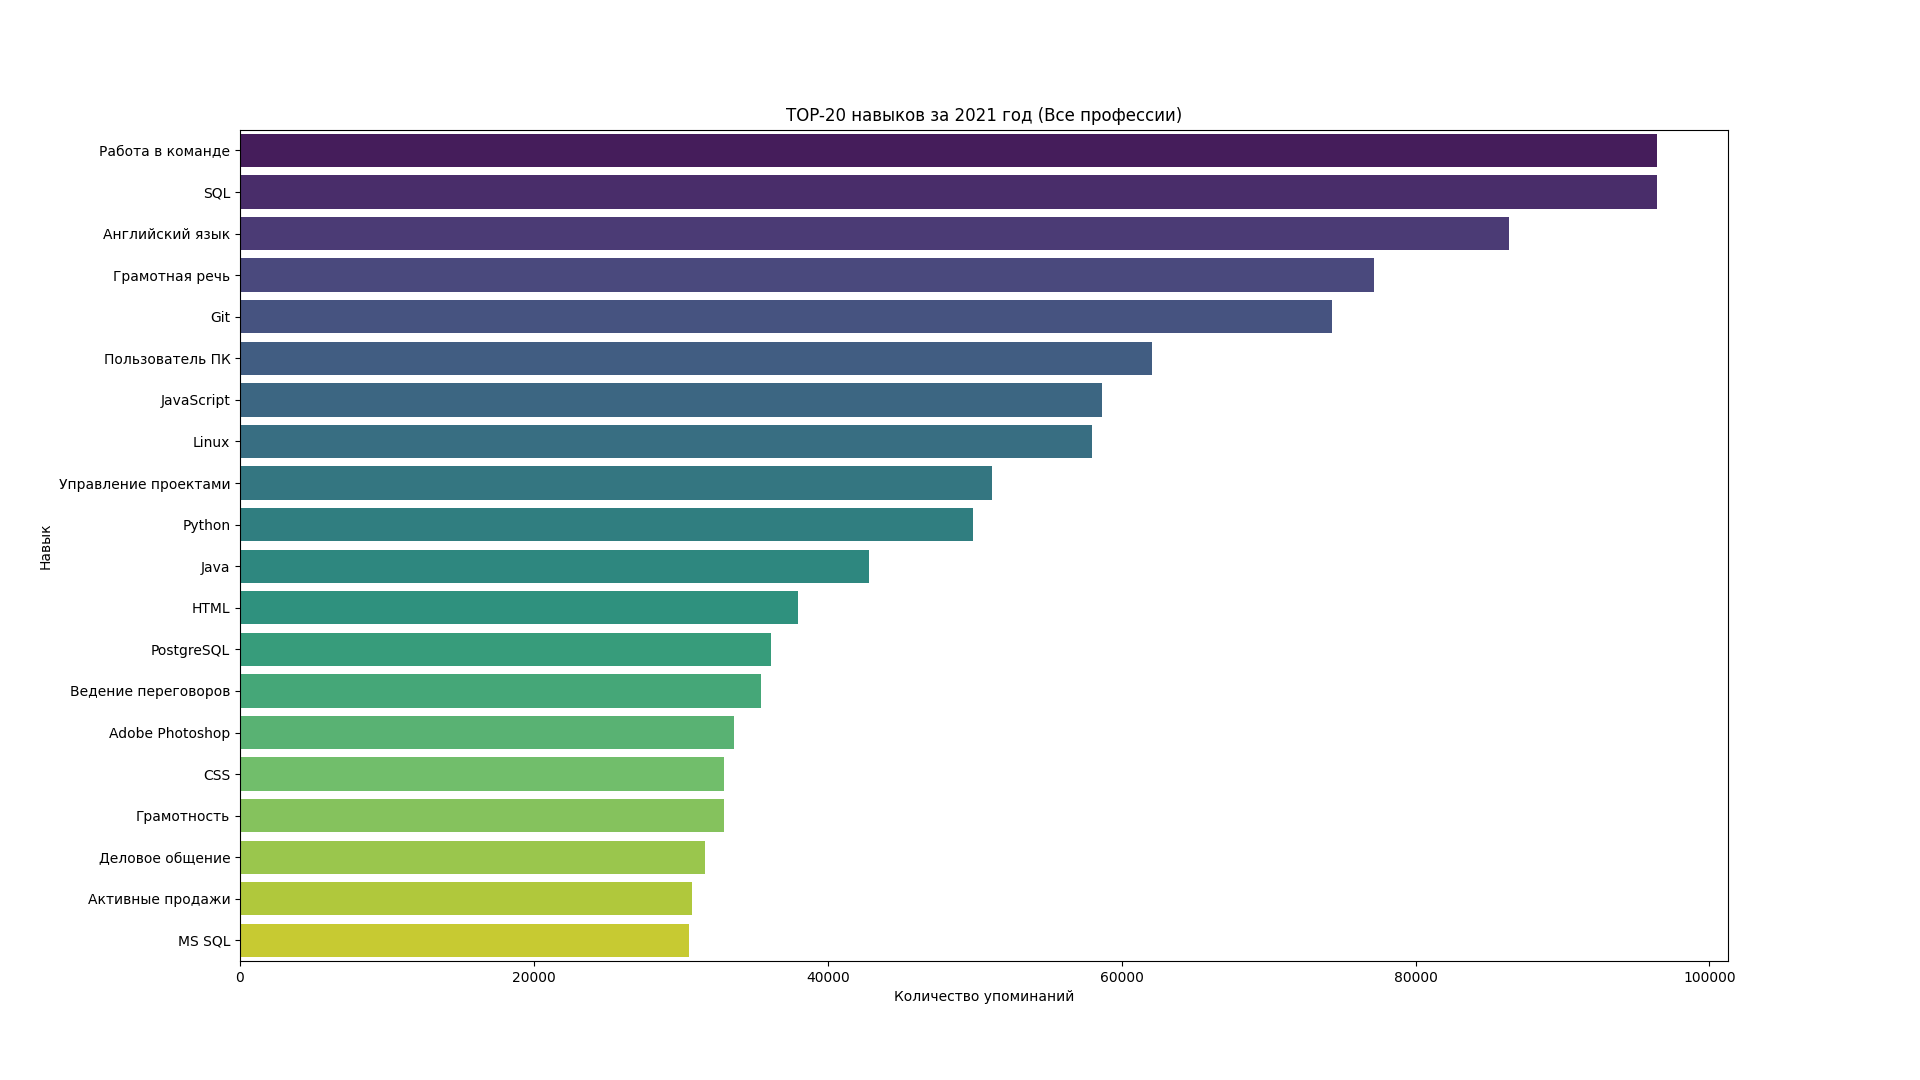 TOP-20 навыков за 2021 год (Все профессии)
Работа в команде
SQL
Английский язык
Грамотная речь
Git
Пользователь ПК
JavaScript
Linux
Управление проектами
Python
Java
HTML
PostgreSQL
Ведение переговоров
Adobe Photoshop
CSS
Грамотность
Деловое общение
Активные продажи
MS SQL
Навык
0 20000 40000 60000 80000 100000
Количество упоминаний